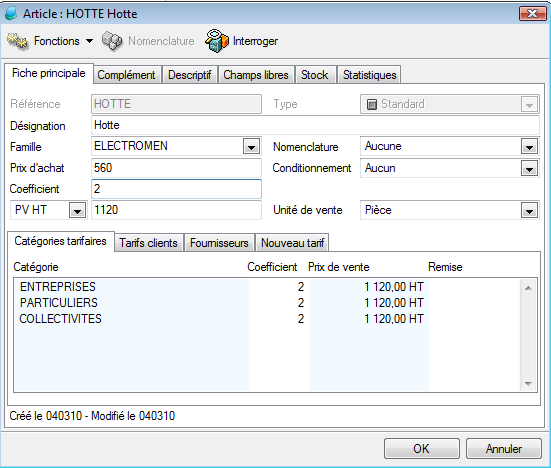 Article : HOTTE Hotte
Fonctions Nomenclature Interroger
Fiche principale Complément Descriptif Champs libres Stock Statistiques
Référence HOTTE Type Standard
Désignation Hotte
Famille ELECTROMEN Nomenclature Aucune
Prix d'achat 560 Conditionnement Aucun
Coefficient 2
PV HT 1120 Unité de vente Pièce
Catégories tarifaires Tarifs clients Fournisseurs Nouveau tarif
Catégorie Coefficient Prix de vente Remise
ENTREPRISES 2 1 120,00 HT
PARTICULIERS 2 1 120,00 HT
COLLECTIVITES 2 1 120,00 HT
Créé le 040310 - Modifié le 040310
OK Annuler